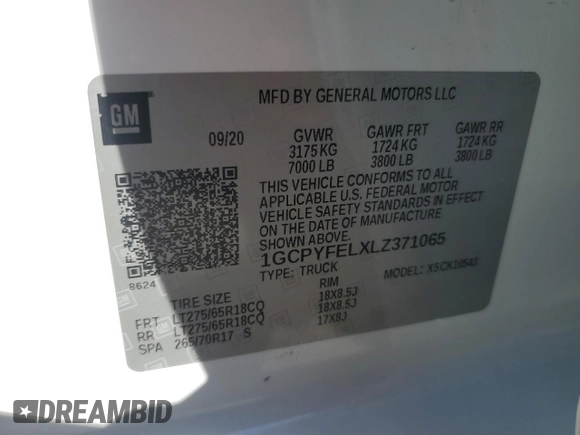 GM
MFD BY GENERAL MOTORS LLC
09/20 GVWR GAWR FRT GAWR RR
3175 KG 1724 KG 1724 KG
7000 LB 3800 LB 3800 LB
THIS VEHICLE CONFORMS TO ALL
APPLICABLE U.S. FEDERAL MOTOR
VEHICLE SAFETY STANDARDS IN EFFECT
ON THE DATE OF MANUFACTURE
SHOWN ABOVE.
1GCPYFELXLZ371065
TYPE: TRUCK MODEL: X5CK10543
8624
TIRE SIZE RIM
FRT LT275/65R18CQ 18X8.5J
RR LT275/65R18CQ 18X8.5J
SPA 265/70R17 S 17X8J
DREAMBID